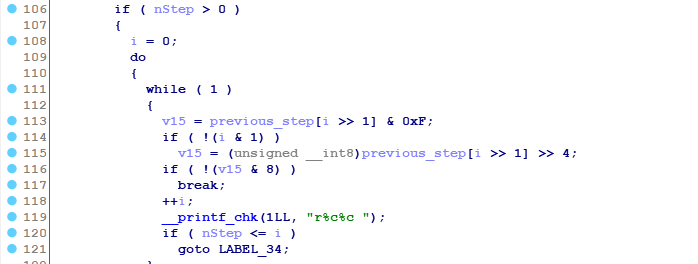 106 if ( nStep > 0 )
107 {
108 i = 0;
109 do
110 {
111 while ( 1 )
112 {
113 v15 = previous_step[i >> 1] & 0xF;
114 if ( !(i & 1) )
115 v15 = (unsigned __int8)previous_step[i >> 1] >> 4;
116 if ( !(v15 & 8) )
117 break;
118 ++i;
119 __printf_chk(1LL, "r%c%c ");
120 if ( nStep <= i )
121 goto LABEL_34;